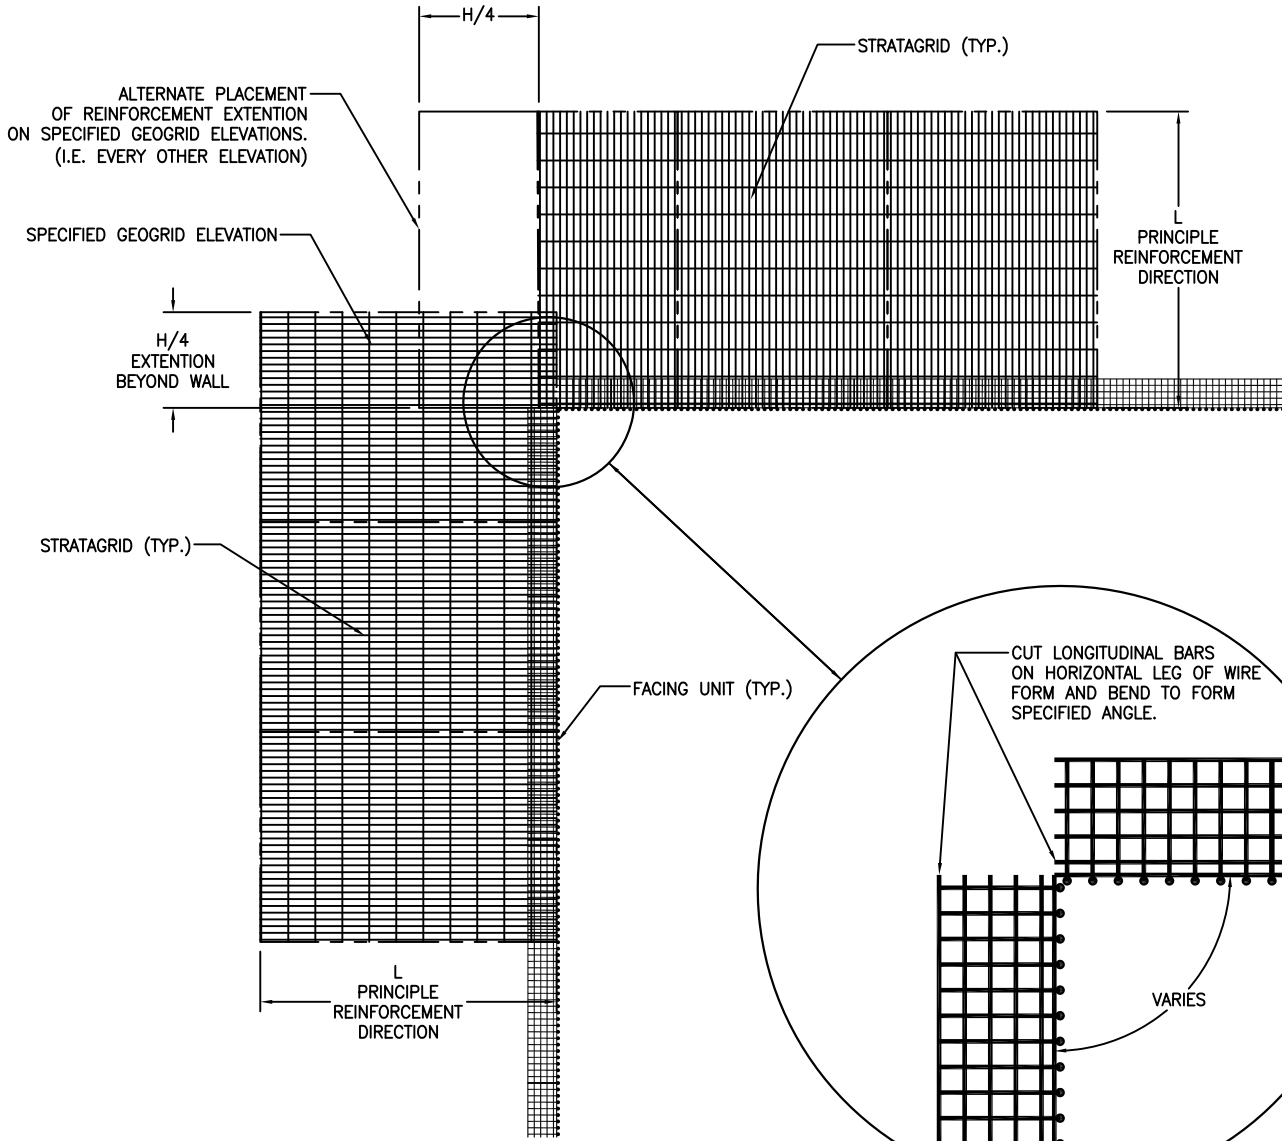 H/4
STRATAGRID (TYP.)
ALTERNATE PLACEMENT
OF REINFORCEMENT EXTENTION
ON SPECIFIED GEOGRID ELEVATIONS.
(I.E. EVERY OTHER ELEVATION)
L
PRINCIPLE
REINFORCEMENT
DIRECTION
SPECIFIED GEOGRID ELEVATION
H/4
EXTENTION
BEYOND WALL
STRATAGRID (TYP.)
FACING UNIT (TYP.)
CUT LONGITUDINAL BARS
ON HORIZONTAL LEG OF WIRE
FORM AND BEND TO FORM
SPECIFIED ANGLE.
L
PRINCIPLE
REINFORCEMENT
DIRECTION
VARIES